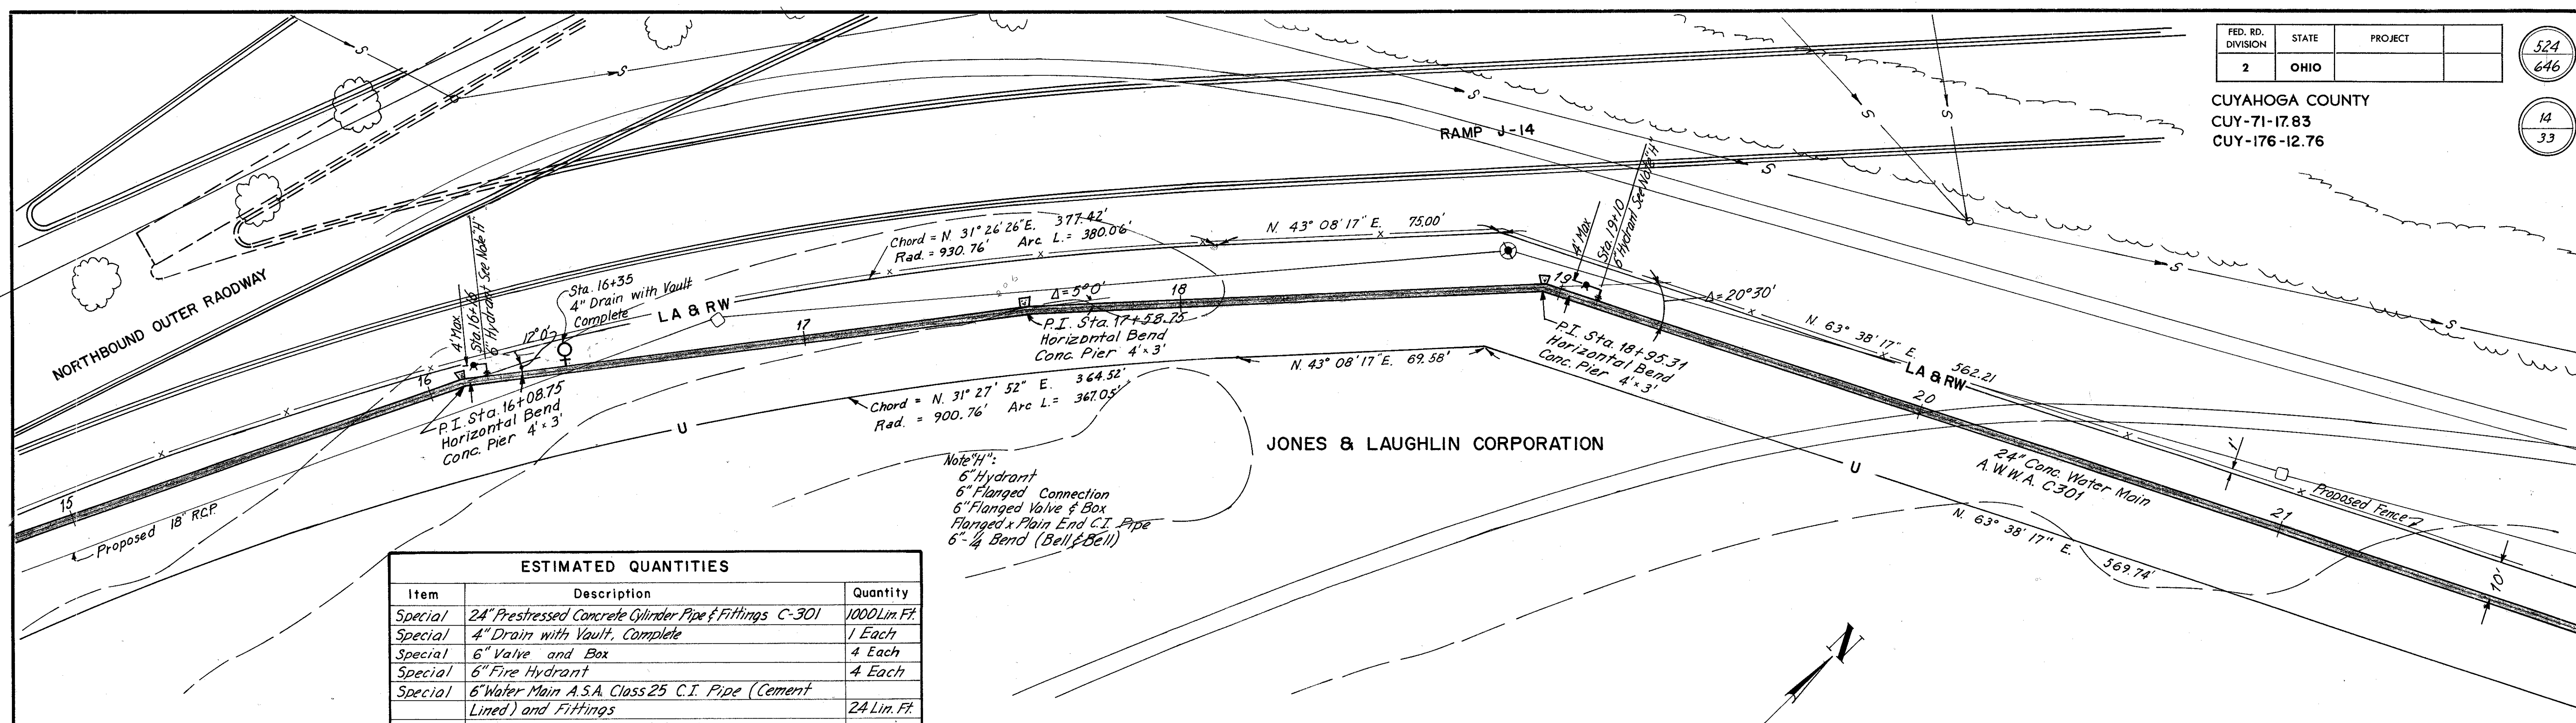 FED. RD. DIVISION STATE PROJECT
2 OHIO
524
646
CUYAHOGA COUNTY
CUY-71-17.83
CUY-176-12.76
14
33
RAMP J-14
S
S
S
S
S
S
S
S
S
NORTHBOUND OUTER RAODWAY
4' Max
Sta. 16+16
6" Hydrant See Note "H"
12°0'
Sta. 16+35
4" Drain with Vault
Complete
LA & RW
Chord = N. 31° 26' 26" E. 377.42'
Rad. = 930.76' Arc L. = 380.06'
N. 43° 08' 17" E. 75.00'
4' Max
Sta. 19+10
6" Hydrant See Note "H"
Δ=5°0'
Δ=20°30'
15
16
17
18
19
20
21
P.I. Sta. 16+08.75
Horizontal Bend
Conc. Pier 4'x3'
P.I. Sta. 17+58.75
Horizontal Bend
Conc. Pier 4'x3'
P.I. Sta. 18+95.31
Horizontal Bend
Conc. Pier 4'x3'
N. 63° 38' 17" E. 562.21
LA & RW
Proposed 18" R.C.P.
U
Chord = N. 31° 27' 52" E. 364.52'
Rad. = 900.76' Arc L. = 367.05'
N. 43° 08' 17" E. 69.58'
JONES & LAUGHLIN CORPORATION
U
24" Conc. Water Main
A.W.W.A. C301
1'
Proposed Fence
N. 63° 38' 17" E. 569.74'
10'
Note "H":
6" Hydrant
6" Flanged Connection
6" Flanged Valve & Box
Flanged x Plain End C.I. Pipe
6"-1/4 Bend (Bell & Bell)
N
ESTIMATED QUANTITIES
Item Description Quantity
Special 24" Prestressed Concrete Cylinder Pipe & Fittings C-301 1000 Lin. Ft.
Special 4" Drain with Vault, Complete 1 Each
Special 6" Valve and Box 4 Each
Special 6" Fire Hydrant 4 Each
Special 6" Water Main A.S.A. Class 25 C.I. Pipe (Cement
Lined) and Fittings 24 Lin. Ft.